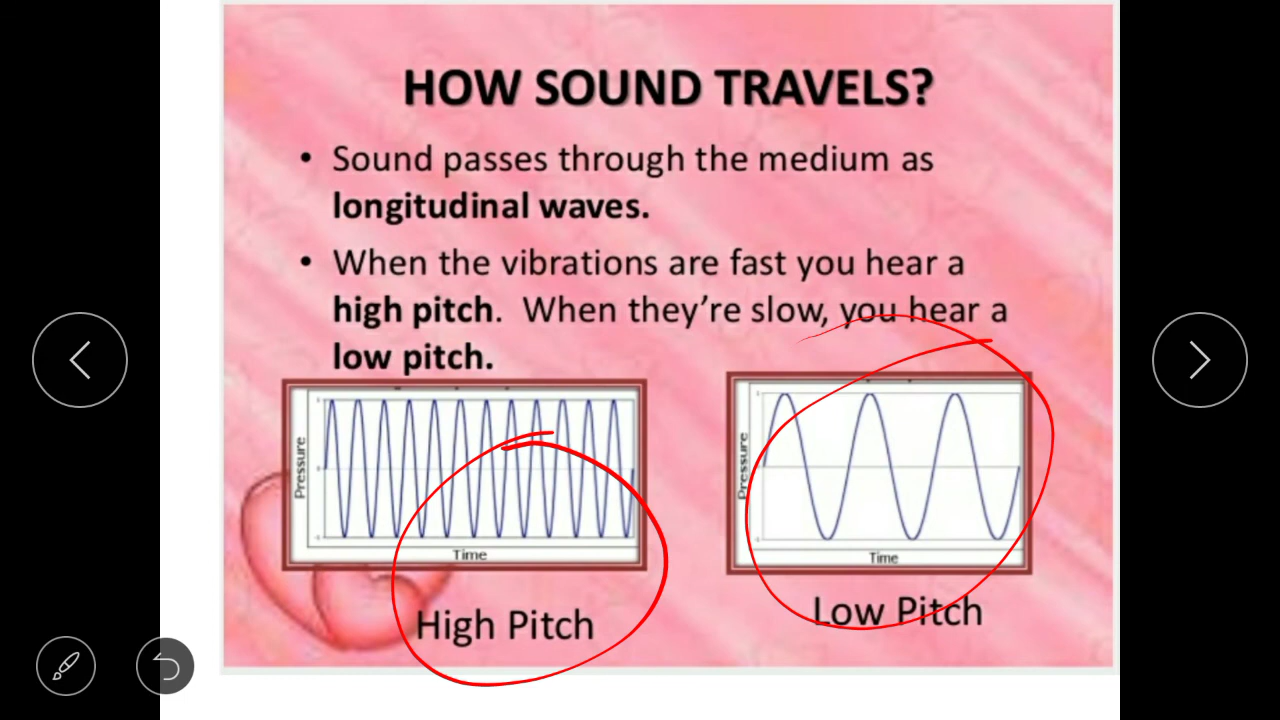 HOW SOUND TRAVELS?
• Sound passes through the medium as
longitudinal waves.
• When the vibrations are fast you hear a
high pitch. When they're slow, you hear a
low pitch.
Pressure
Time
High Pitch
Pressure
Time
Low Pitch